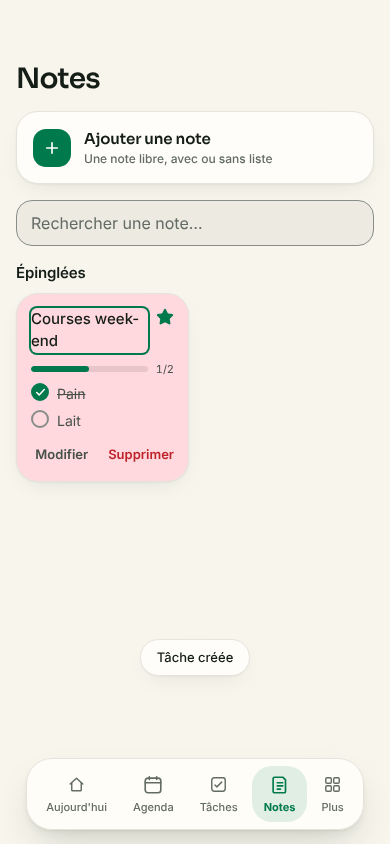 Notes
Ajouter une note
Une note libre, avec ou sans liste
Rechercher une note...
Épinglées
Courses week-
end
1/2
Pain
Lait
Modifier Supprimer
Tâche créée
Aujourd'hui Agenda Tâches Notes Plus